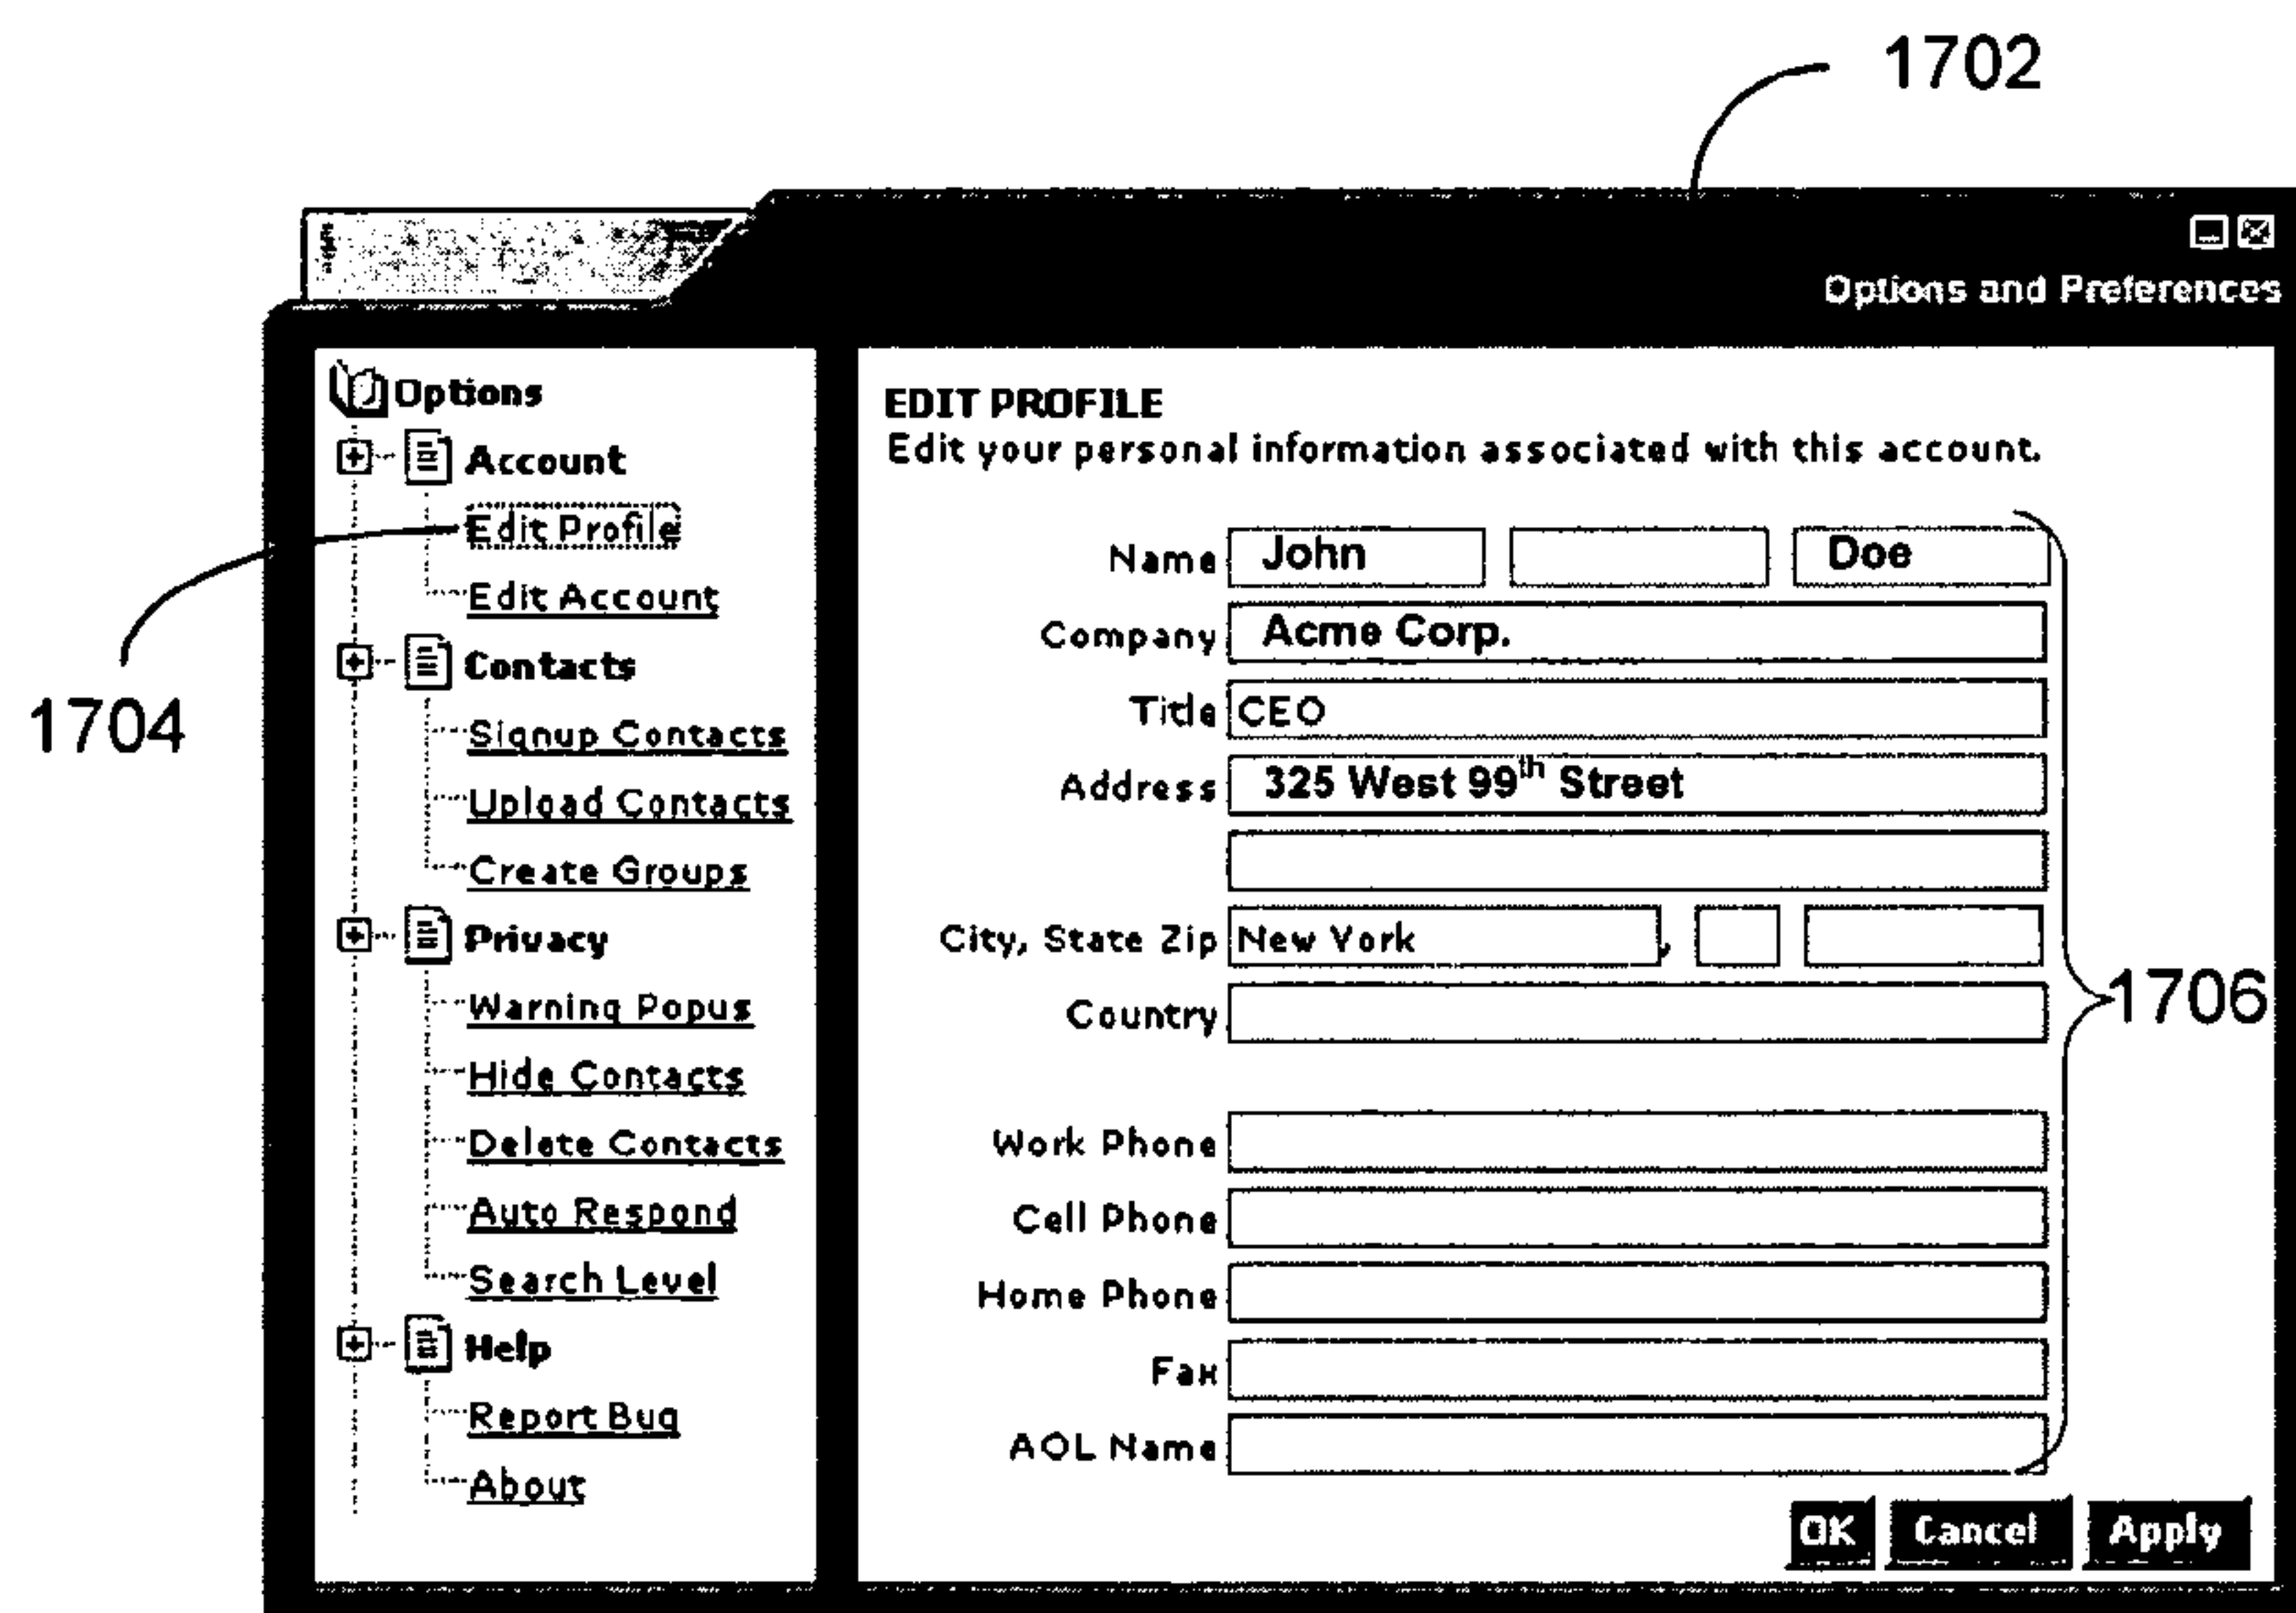 1702
Options and Preferences
Options
Account
Edit Profile
Edit Account
Contacts
Signup Contacts
Upload Contacts
Create Groups
Privacy
Warning Popus
Hide Contacts
Delete Contacts
Auto Respond
Search Level
Help
Report Bug
About
1704
EDIT PROFILE
Edit your personal information associated with this account.
Name John Doe
Company Acme Corp.
Title CEO
Address 325 West 99th Street
City, State Zip New York ,
Country
Work Phone
Cell Phone
Home Phone
Fax
AOL Name
1706
OK Cancel Apply